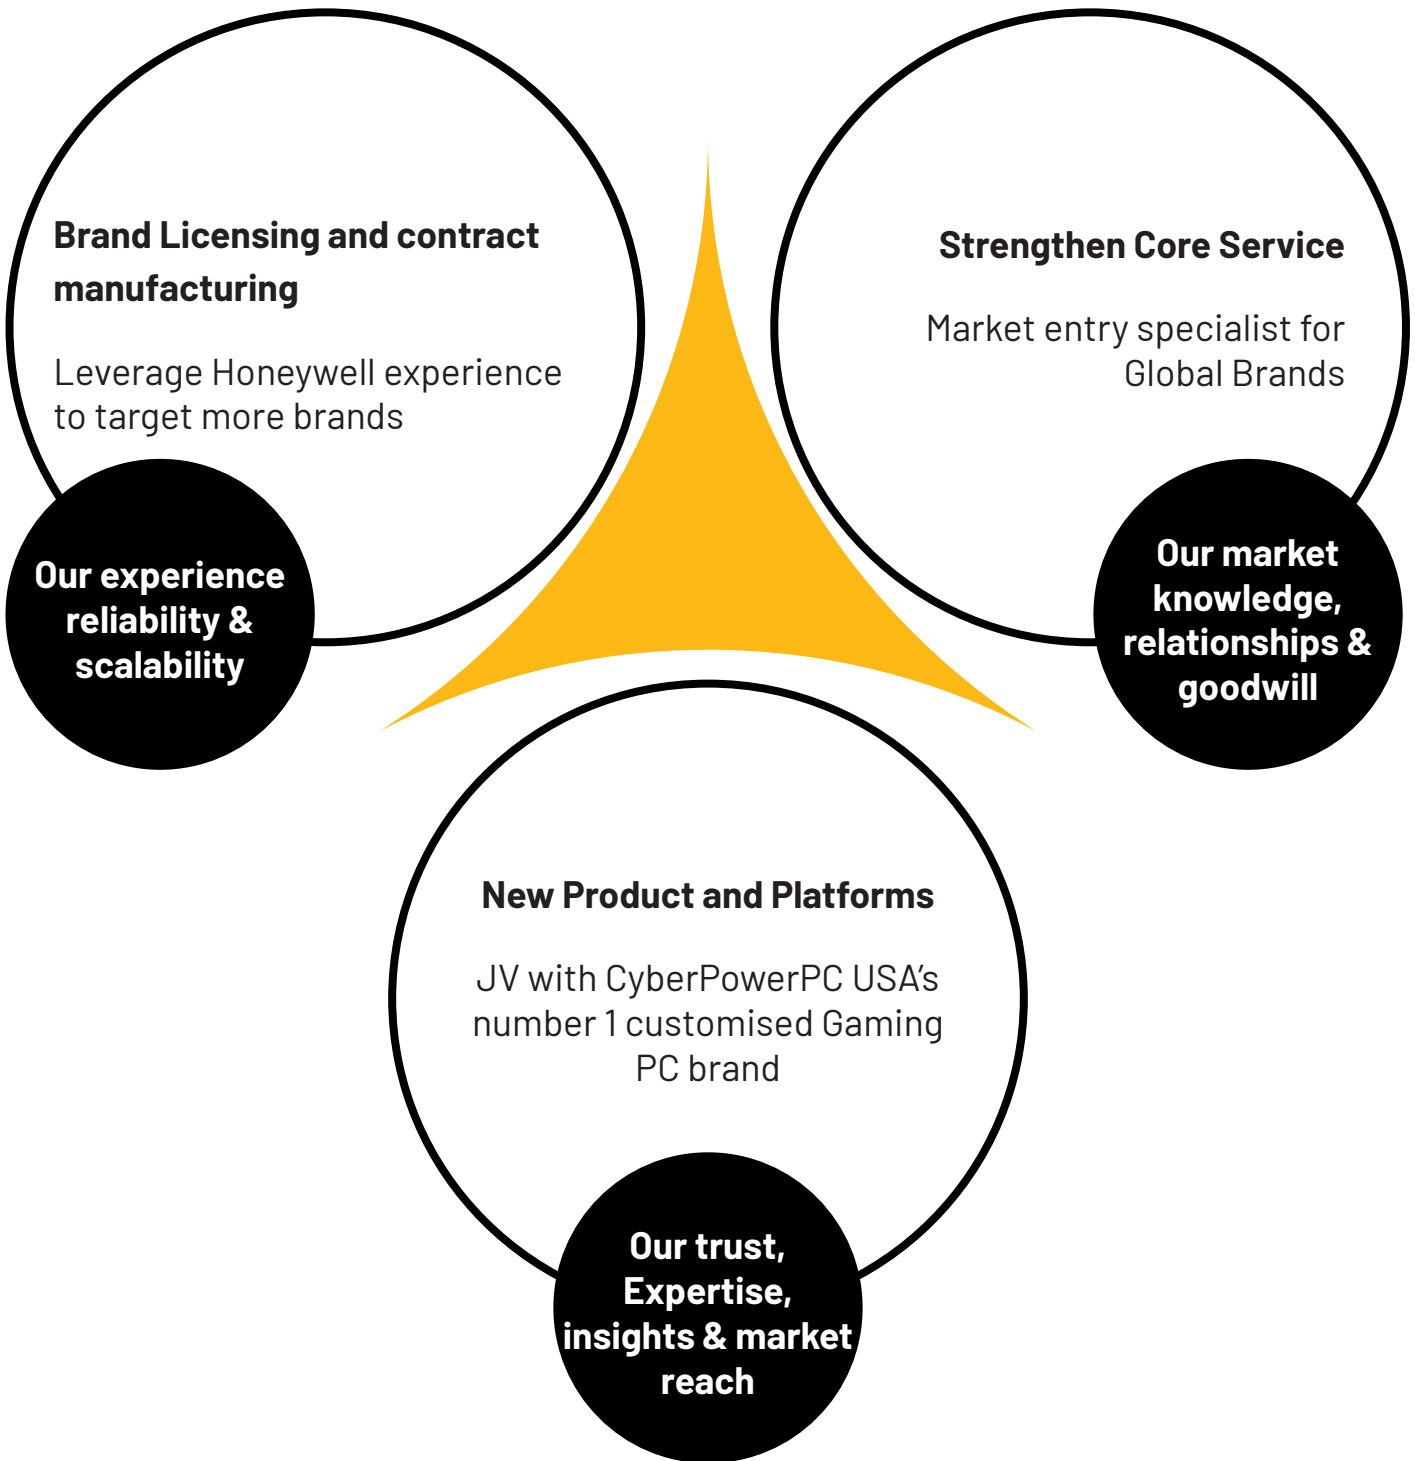 Brand Licensing and contract
manufacturing
Leverage Honeywell experience
to target more brands
Our experience
reliability &
scalability
Strengthen Core Service
Market entry specialist for
Global Brands
Our market
knowledge,
relationships &
goodwill
New Product and Platforms
JV with CyberPowerPC USA’s
number 1 customised Gaming
PC brand
Our trust,
Expertise,
insights & market
reach